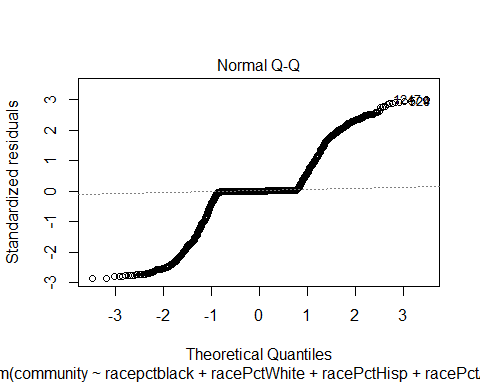 Normal Q-Q
Standardized residuals
3
2
1
0
-1
-2
-3
-3 -2 -1 0 1 2 3
Theoretical Quantiles
m(community ~ racepctblack + racePctWhite + racePctHisp + racePct